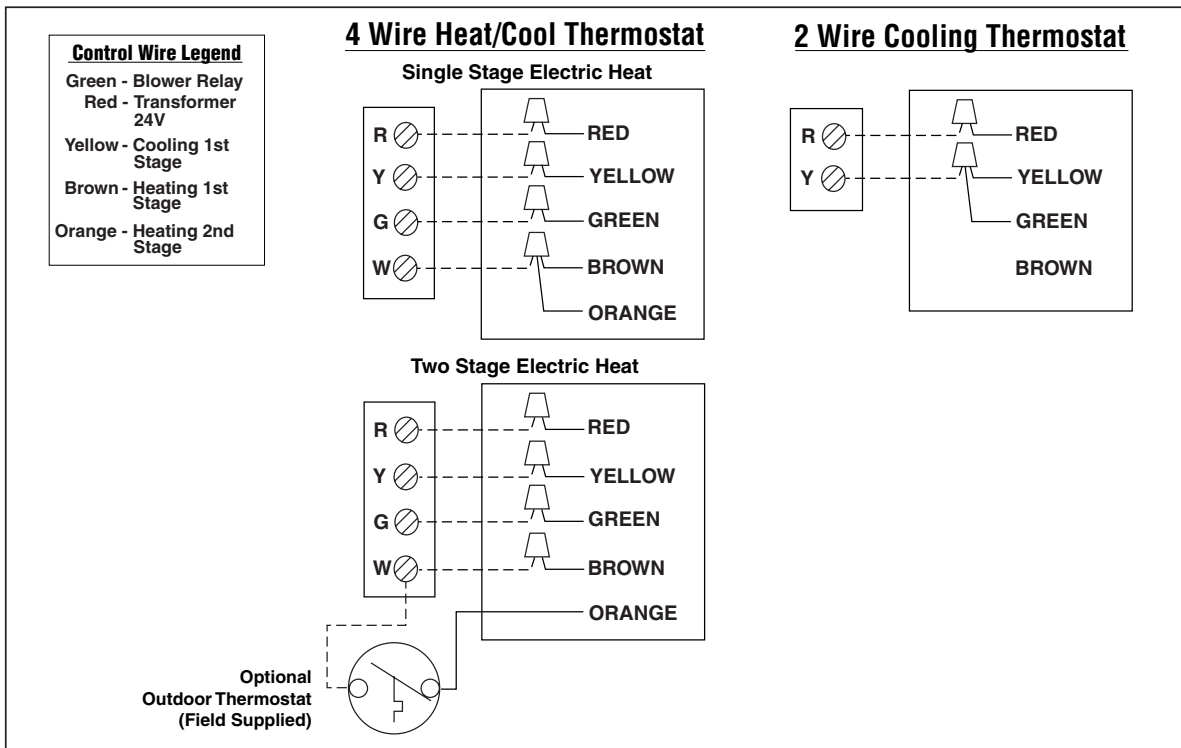 Control Wire Legend
Green - Blower Relay
Red - Transformer
24V
Yellow - Cooling 1st
Stage
Brown - Heating 1st
Stage
Orange - Heating 2nd
Stage
4 Wire Heat/Cool Thermostat
Single Stage Electric Heat
R
RED
Y
YELLOW
G
GREEN
W
BROWN
ORANGE
Two Stage Electric Heat
R
RED
Y
YELLOW
G
GREEN
W
BROWN
ORANGE
Optional
Outdoor Thermostat
(Field Supplied)
2 Wire Cooling Thermostat
R
RED
Y
YELLOW
GREEN
BROWN